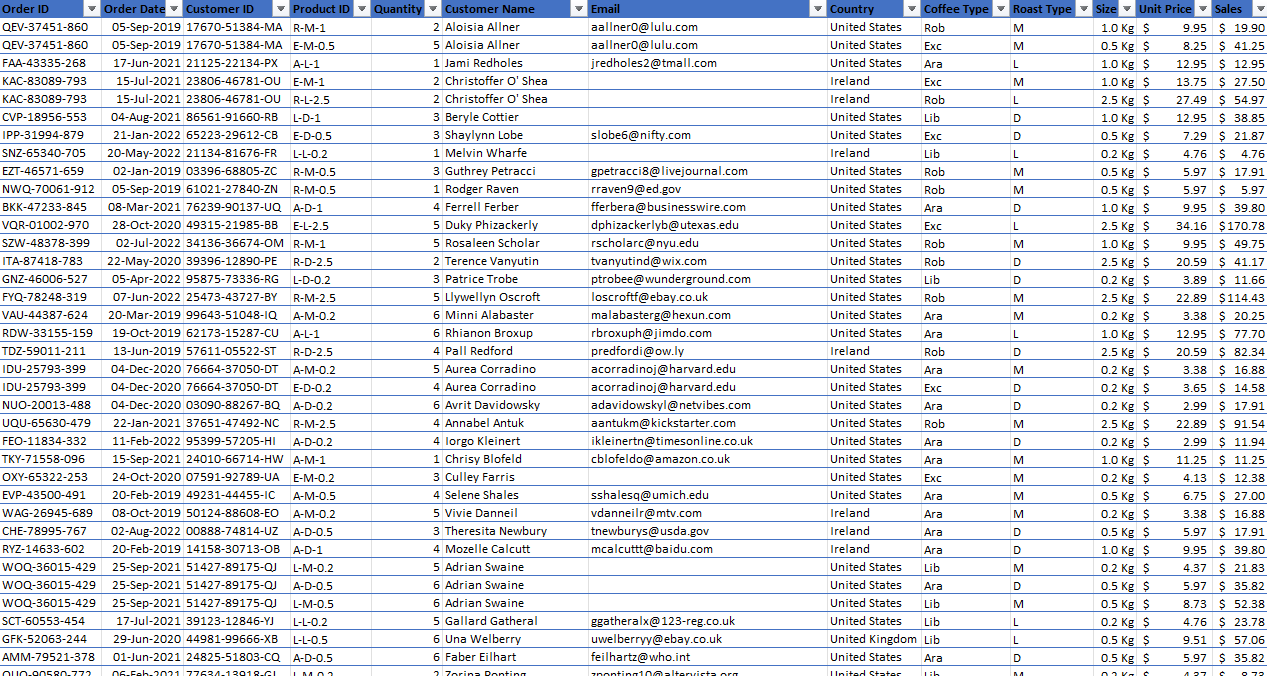 Order ID Order Date Customer ID Product ID Quantity Customer Name Email Country Coffee Type Roast Type Size Unit Price Sales
QEV-37451-860 05-Sep-2019 17670-51384-MA R-M-1 2 Aloisia Allner aallner0@lulu.com United States Rob M 1.0 Kg $ 9.95 $ 19.90
QEV-37451-860 05-Sep-2019 17670-51384-MA E-M-0.5 5 Aloisia Allner aallner0@lulu.com United States Exc M 0.5 Kg $ 8.25 $ 41.25
FAA-43335-268 17-Jun-2021 21125-22134-PX A-L-1 1 Jami Redholes jredholes2@tmall.com United States Ara L 1.0 Kg $ 12.95 $ 12.95
KAC-83089-793 15-Jul-2021 23806-46781-OU E-M-1 2 Christoffer O' Shea Ireland Exc M 1.0 Kg $ 13.75 $ 27.50
KAC-83089-793 15-Jul-2021 23806-46781-OU R-L-2.5 2 Christoffer O' Shea Ireland Rob L 2.5 Kg $ 27.49 $ 54.97
CVP-18956-553 04-Aug-2021 86561-91660-RB L-D-1 3 Beryle Cottier United States Lib D 1.0 Kg $ 12.95 $ 38.85
IPP-31994-879 21-Jan-2022 65223-29612-CB E-D-0.5 3 Shaylynn Lobe slobe6@nifty.com United States Exc D 0.5 Kg $ 7.29 $ 21.87
SNZ-65340-705 20-May-2022 21134-81676-FR L-L-0.2 1 Melvin Wharfe Ireland Lib L 0.2 Kg $ 4.76 $ 4.76
EZT-46571-659 02-Jan-2019 03396-68805-ZC R-M-0.5 3 Guthrey Petracci gpetracci8@livejournal.com United States Rob M 0.5 Kg $ 5.97 $ 17.91
NWQ-70061-912 05-Sep-2019 61021-27840-ZN R-M-0.5 1 Rodger Raven rraven9@ed.gov United States Rob M 0.5 Kg $ 5.97 $ 5.97
BKK-47233-845 08-Mar-2021 76239-90137-UQ A-D-1 4 Ferrell Ferber fferbera@businesswire.com United States Ara D 1.0 Kg $ 9.95 $ 39.80
VQR-01002-970 28-Oct-2020 49315-21985-BB E-L-2.5 5 Duky Phizackerly dphizackerlyb@utexas.edu United States Exc L 2.5 Kg $ 34.16 $170.78
SZW-48378-399 02-Jul-2022 34136-36674-OM R-M-1 5 Rosaleen Scholar rscholarc@nyu.edu United States Rob M 1.0 Kg $ 9.95 $ 49.75
ITA-87418-783 22-May-2020 39396-12890-PE R-D-2.5 2 Terence Vanyutin tvanyutind@wix.com United States Rob D 2.5 Kg $ 20.59 $ 41.17
GNZ-46006-527 05-Apr-2022 95875-73336-RG L-D-0.2 3 Patrice Trobe ptrobee@wunderground.com United States Lib D 0.2 Kg $ 3.89 $ 11.66
FYQ-78248-319 07-Jun-2022 25473-43727-BY R-M-2.5 5 Llywellyn Oscroft loscroftf@ebay.co.uk United States Rob M 2.5 Kg $ 22.89 $114.43
VAU-44387-624 20-Mar-2019 99643-51048-IQ A-M-0.2 6 Minni Alabaster malabasterg@hexun.com United States Ara M 0.2 Kg $ 3.38 $ 20.25
RDW-33155-159 19-Oct-2019 62173-15287-CU A-L-1 6 Rhianon Broxup rbroxuph@jimdo.com United States Ara L 1.0 Kg $ 12.95 $ 77.70
TDZ-59011-211 13-Jun-2019 57611-05522-ST R-D-2.5 4 Pall Redford predfordi@ow.ly Ireland Rob D 2.5 Kg $ 20.59 $ 82.34
IDU-25793-399 04-Dec-2020 76664-37050-DT A-M-0.2 5 Aurea Corradino acorradinoj@harvard.edu United States Ara M 0.2 Kg $ 3.38 $ 16.88
IDU-25793-399 04-Dec-2020 76664-37050-DT E-D-0.2 4 Aurea Corradino acorradinoj@harvard.edu United States Exc D 0.2 Kg $ 3.65 $ 14.58
NUO-20013-488 04-Dec-2020 03090-88267-BQ A-D-0.2 6 Avrit Davidowsky adavidowskyl@netvibes.com United States Ara D 0.2 Kg $ 2.99 $ 17.91
UQU-65630-479 22-Jan-2021 37651-47492-NC R-M-2.5 4 Annabel Antuk aantukm@kickstarter.com United States Rob M 2.5 Kg $ 22.89 $ 91.54
FEO-11834-332 11-Feb-2022 95399-57205-HI A-D-0.2 4 Iorgo Kleinert ikleinertn@timesonline.co.uk United States Ara D 0.2 Kg $ 2.99 $ 11.94
TKY-71558-096 15-Sep-2021 24010-66714-HW A-M-1 1 Chrisy Blofeld cblofeldo@amazon.co.uk United States Ara M 1.0 Kg $ 11.25 $ 11.25
OXY-65322-253 24-Oct-2020 07591-92789-UA E-M-0.2 3 Culley Farris United States Exc M 0.2 Kg $ 4.13 $ 12.38
EVP-43500-491 20-Feb-2019 49231-44455-IC A-M-0.5 4 Selene Shales sshalesq@umich.edu United States Ara M 0.5 Kg $ 6.75 $ 27.00
WAG-26945-689 08-Oct-2019 50124-88608-EO A-M-0.2 5 Vivie Danneil vdanneilr@mtv.com Ireland Ara M 0.2 Kg $ 3.38 $ 16.88
CHE-78995-767 02-Aug-2022 00888-74814-UZ A-D-0.5 3 Theresita Newbury tnewburys@usda.gov Ireland Ara D 0.5 Kg $ 5.97 $ 17.91
RYZ-14633-602 20-Feb-2019 14158-30713-OB A-D-1 4 Mozelle Calcutt mcalcuttt@baidu.com Ireland Ara D 1.0 Kg $ 9.95 $ 39.80
WOQ-36015-429 25-Sep-2021 51427-89175-QJ L-M-0.2 5 Adrian Swaine United States Lib M 0.2 Kg $ 4.37 $ 21.83
WOQ-36015-429 25-Sep-2021 51427-89175-QJ A-D-0.5 6 Adrian Swaine United States Ara D 0.5 Kg $ 5.97 $ 35.82
WOQ-36015-429 25-Sep-2021 51427-89175-QJ L-M-0.5 6 Adrian Swaine United States Lib M 0.5 Kg $ 8.73 $ 52.38
SCT-60553-454 17-Jul-2021 39123-12846-YJ L-L-0.2 5 Gallard Gatheral ggatheralx@123-reg.co.uk United States Lib L 0.2 Kg $ 4.76 $ 23.78
GFK-52063-244 29-Jun-2020 44981-99666-XB L-L-0.5 6 Una Welberry uwelberryy@ebay.co.uk United Kingdom Lib L 0.5 Kg $ 9.51 $ 57.06
AMM-79521-378 01-Jun-2021 24825-51803-CQ A-D-0.5 6 Faber Eilhart feilhartz@who.int United States Ara D 0.5 Kg $ 5.97 $ 35.82
QUQ-90580-772 06-Feb-2021 77634-13918-GJ L-M-0.2 2 Zorina Ponting zponting10@altervista.org United States Lib M 0.2 Kg $ 4.37 $ 8.73